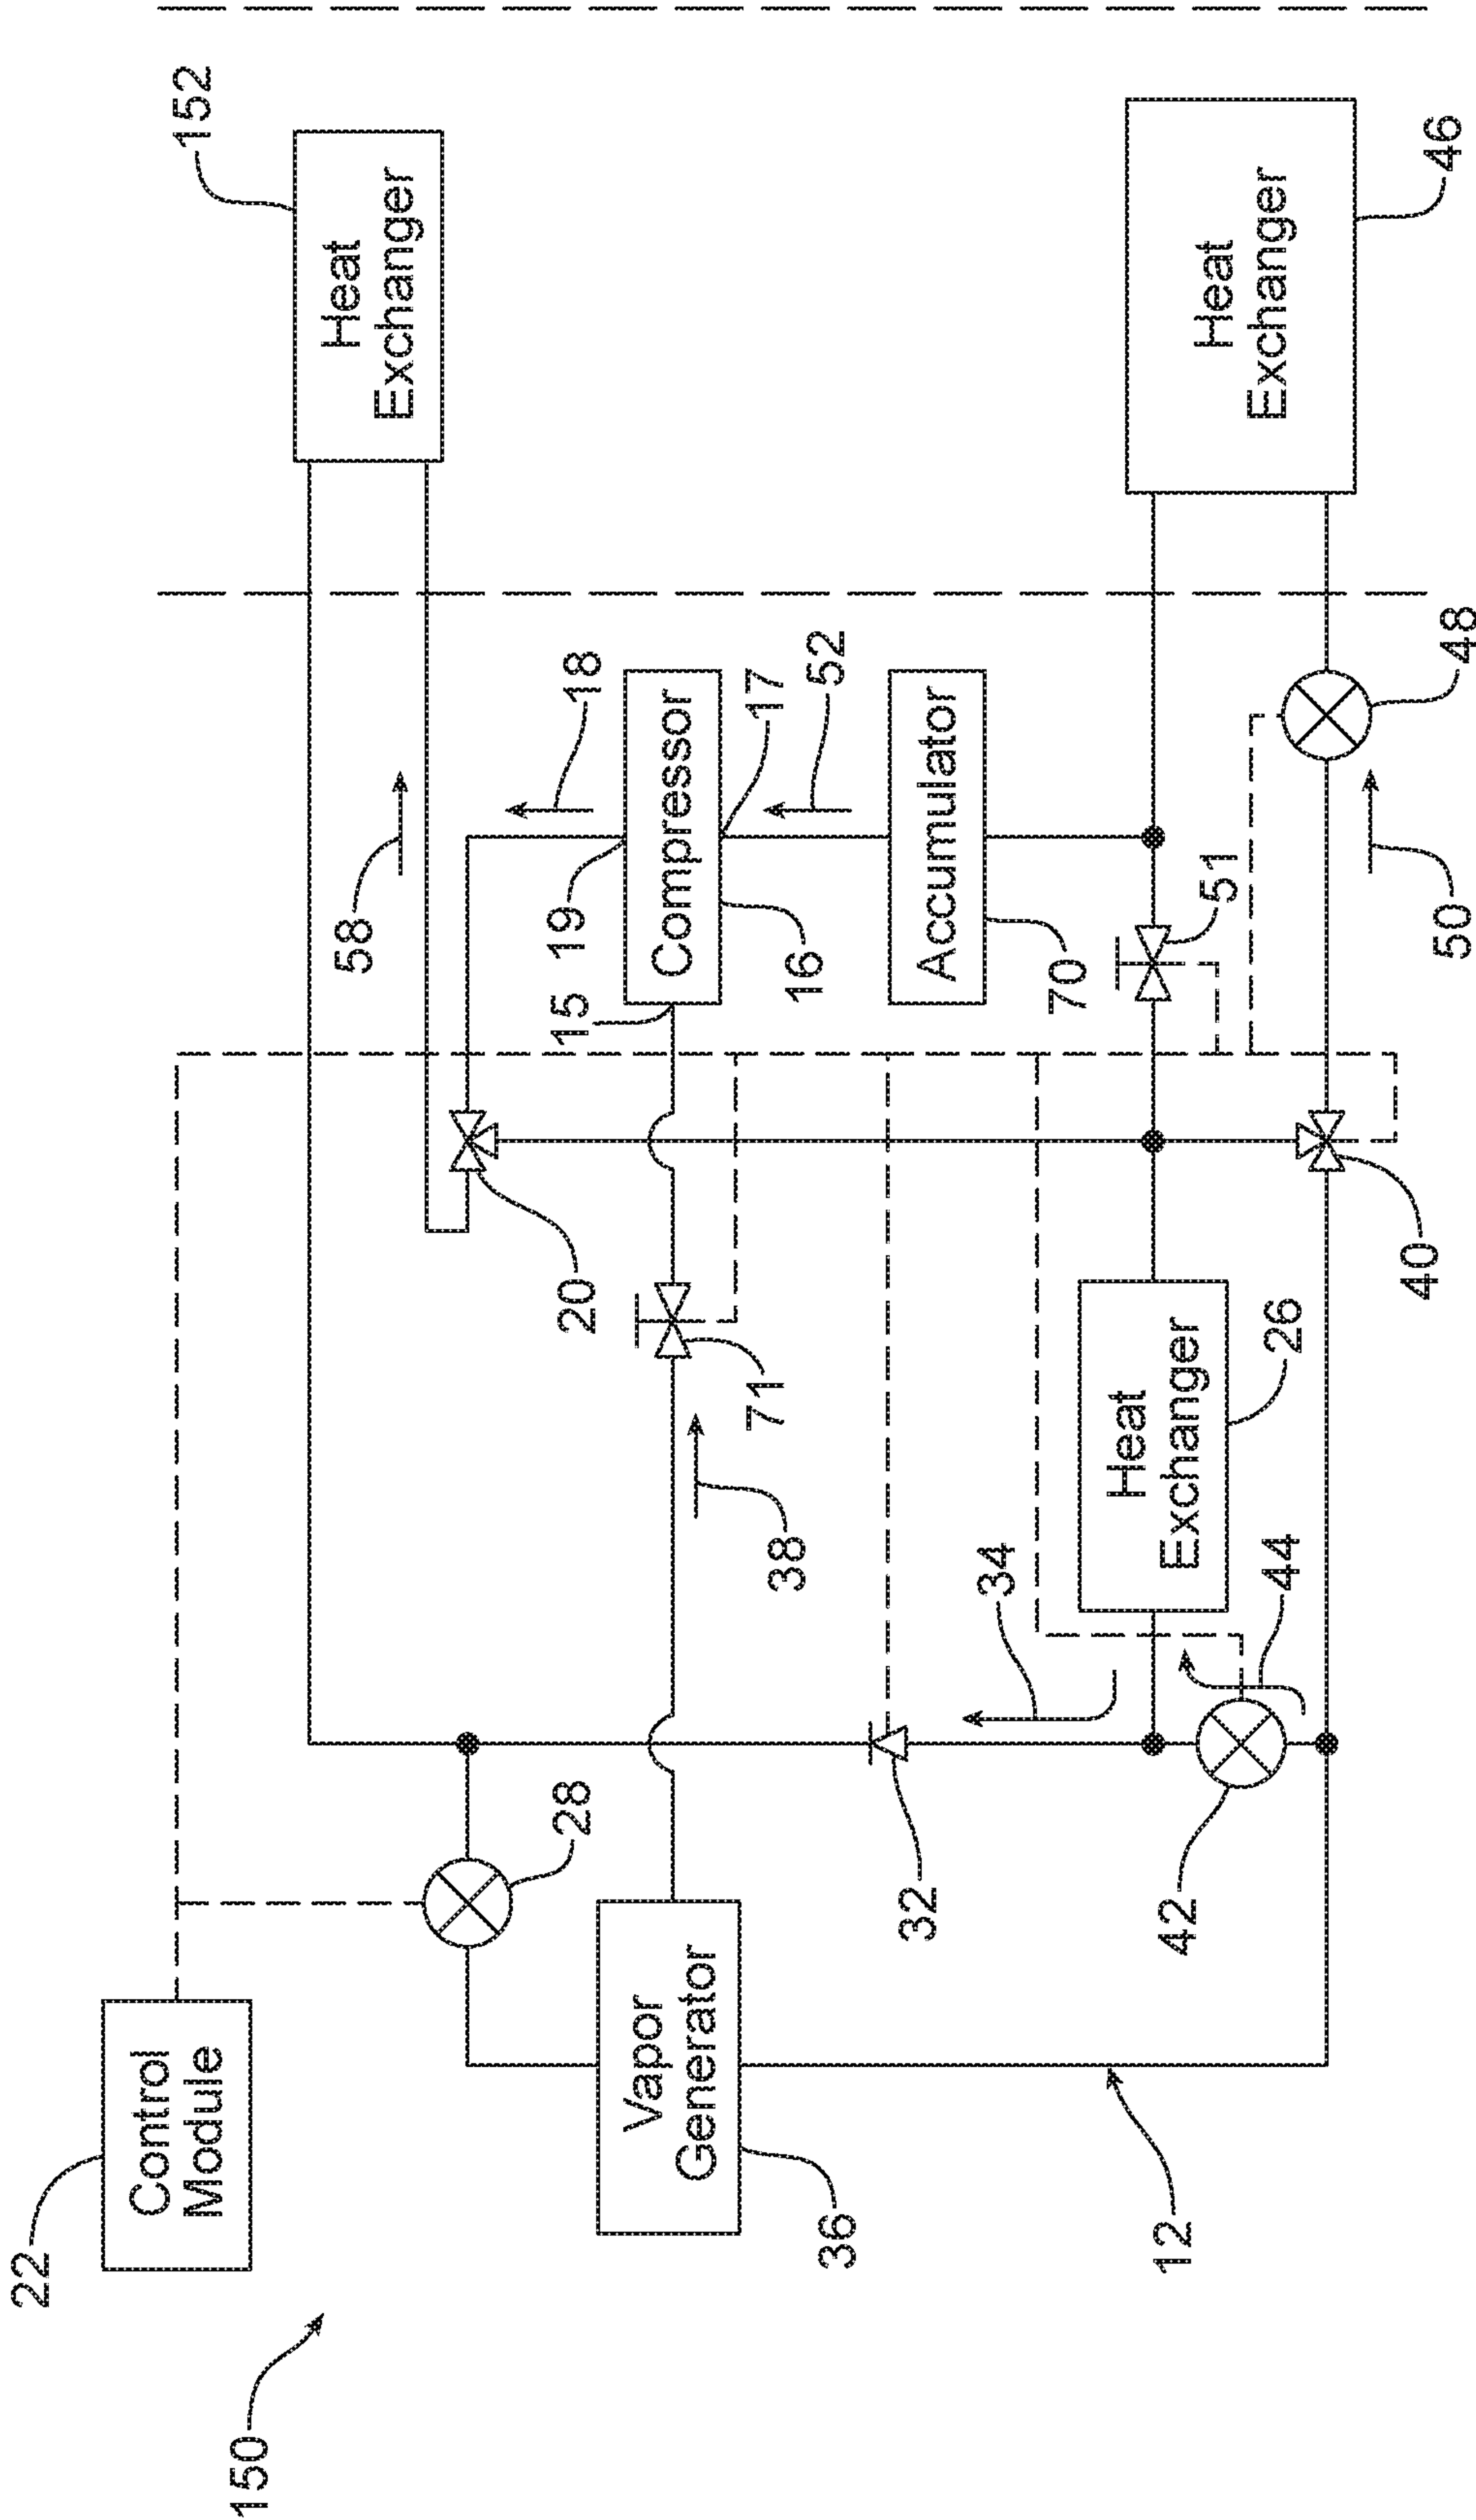 150
22
Control
Module
28
Vapor
Generator
36
12
32
34
42
44
38
71
20
Heat
Exchanger
26
40
58
15
19
18
Compressor
16
17
52
Accumulator
70
51
50
48
152
Heat
Exchanger
Heat
Exchanger
46